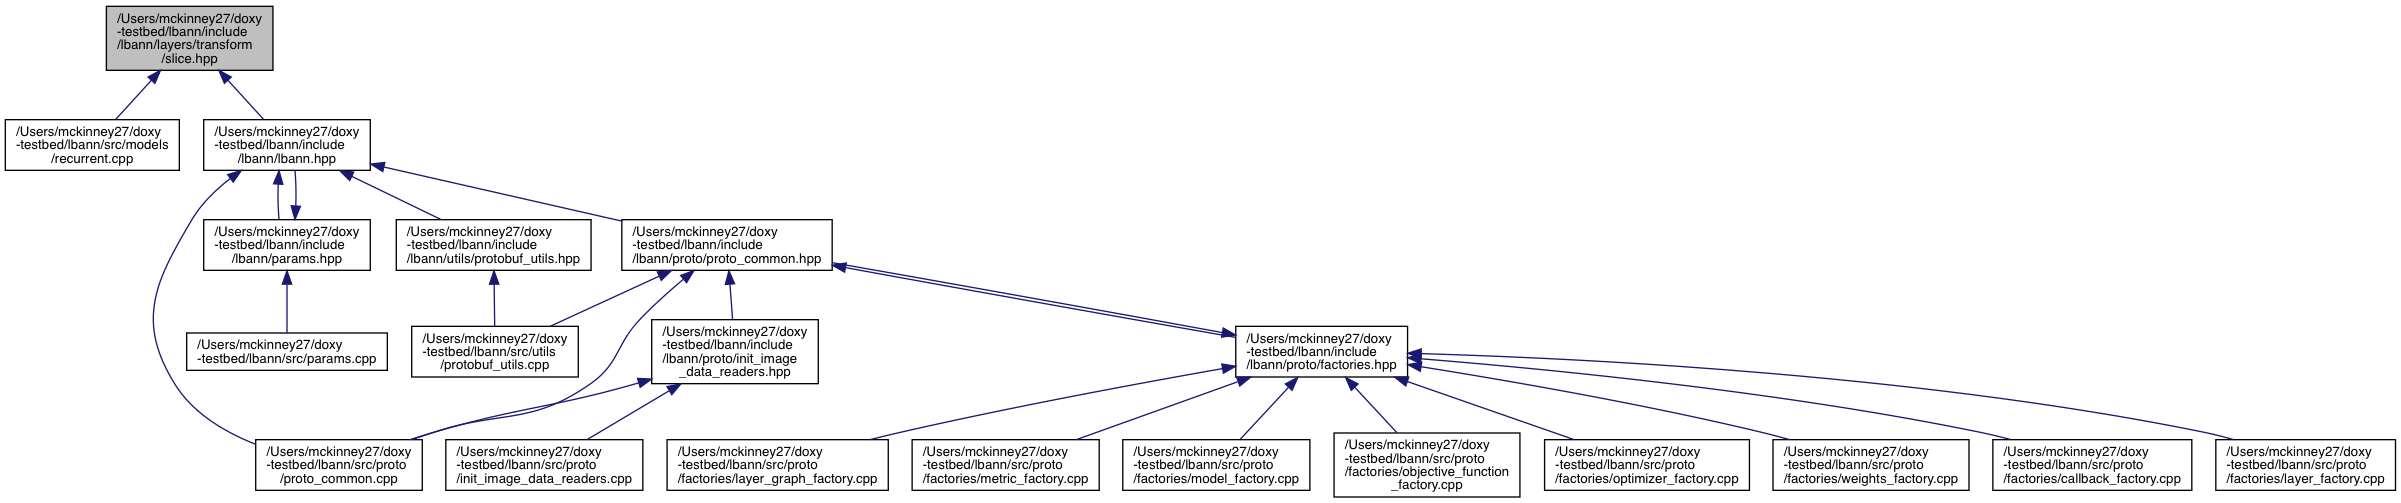 /Users/mckinney27/doxy
-testbed/lbann/include
/lbann/layers/transform
/slice.hpp
/Users/mckinney27/doxy
-testbed/lbann/src/models
/recurrent.cpp
/Users/mckinney27/doxy
-testbed/lbann/include
/lbann/lbann.hpp
/Users/mckinney27/doxy
-testbed/lbann/include
/lbann/params.hpp
/Users/mckinney27/doxy
-testbed/lbann/include
/lbann/utils/protobuf_utils.hpp
/Users/mckinney27/doxy
-testbed/lbann/include
/lbann/proto/proto_common.hpp
/Users/mckinney27/doxy
-testbed/lbann/src/params.cpp
/Users/mckinney27/doxy
-testbed/lbann/src/utils
/protobuf_utils.cpp
/Users/mckinney27/doxy
-testbed/lbann/include
/lbann/proto/init_image
_data_readers.hpp
/Users/mckinney27/doxy
-testbed/lbann/include
/lbann/proto/factories.hpp
/Users/mckinney27/doxy
-testbed/lbann/src/proto
/proto_common.cpp
/Users/mckinney27/doxy
-testbed/lbann/src/proto
/init_image_data_readers.cpp
/Users/mckinney27/doxy
-testbed/lbann/src/proto
/factories/layer_graph_factory.cpp
/Users/mckinney27/doxy
-testbed/lbann/src/proto
/factories/metric_factory.cpp
/Users/mckinney27/doxy
-testbed/lbann/src/proto
/factories/model_factory.cpp
/Users/mckinney27/doxy
-testbed/lbann/src/proto
/factories/objective_function
_factory.cpp
/Users/mckinney27/doxy
-testbed/lbann/src/proto
/factories/optimizer_factory.cpp
/Users/mckinney27/doxy
-testbed/lbann/src/proto
/factories/weights_factory.cpp
/Users/mckinney27/doxy
-testbed/lbann/src/proto
/factories/callback_factory.cpp
/Users/mckinney27/doxy
-testbed/lbann/src/proto
/factories/layer_factory.cpp